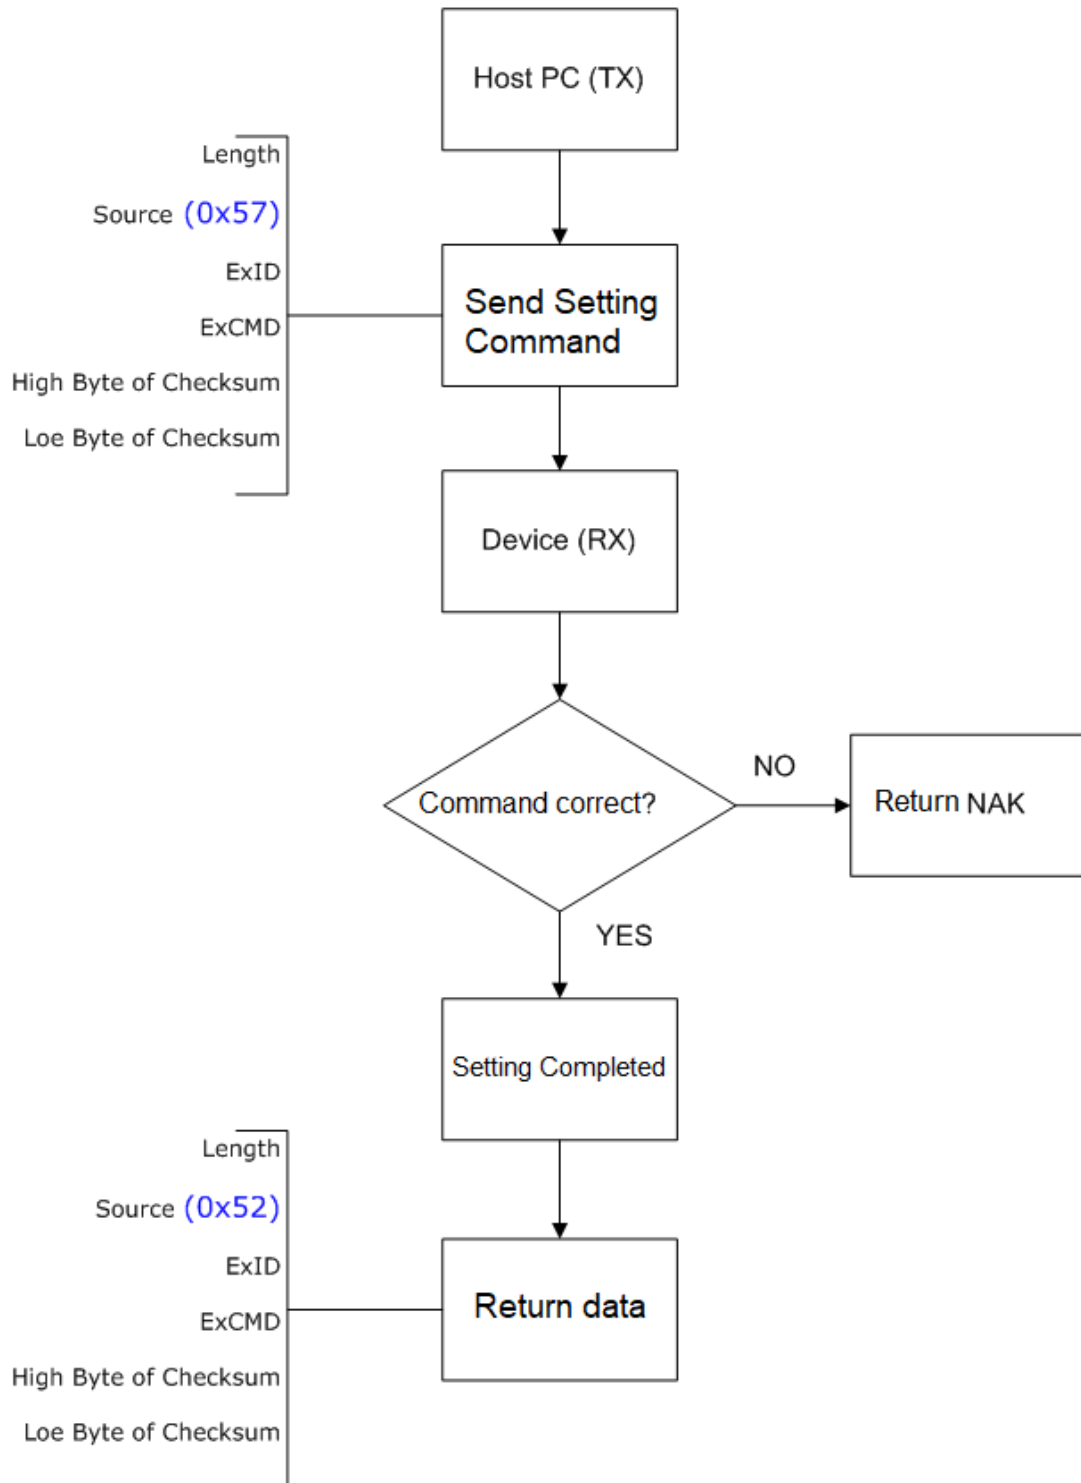 Host PC (TX)
Length
Source (0x57)
ExID
ExCMD
High Byte of Checksum
Loe Byte of Checksum
Send Setting
Command
Device (RX)
Command correct?
NO
Return NAK
YES
Setting Completed
Length
Source (0x52)
ExID
ExCMD
High Byte of Checksum
Loe Byte of Checksum
Return data